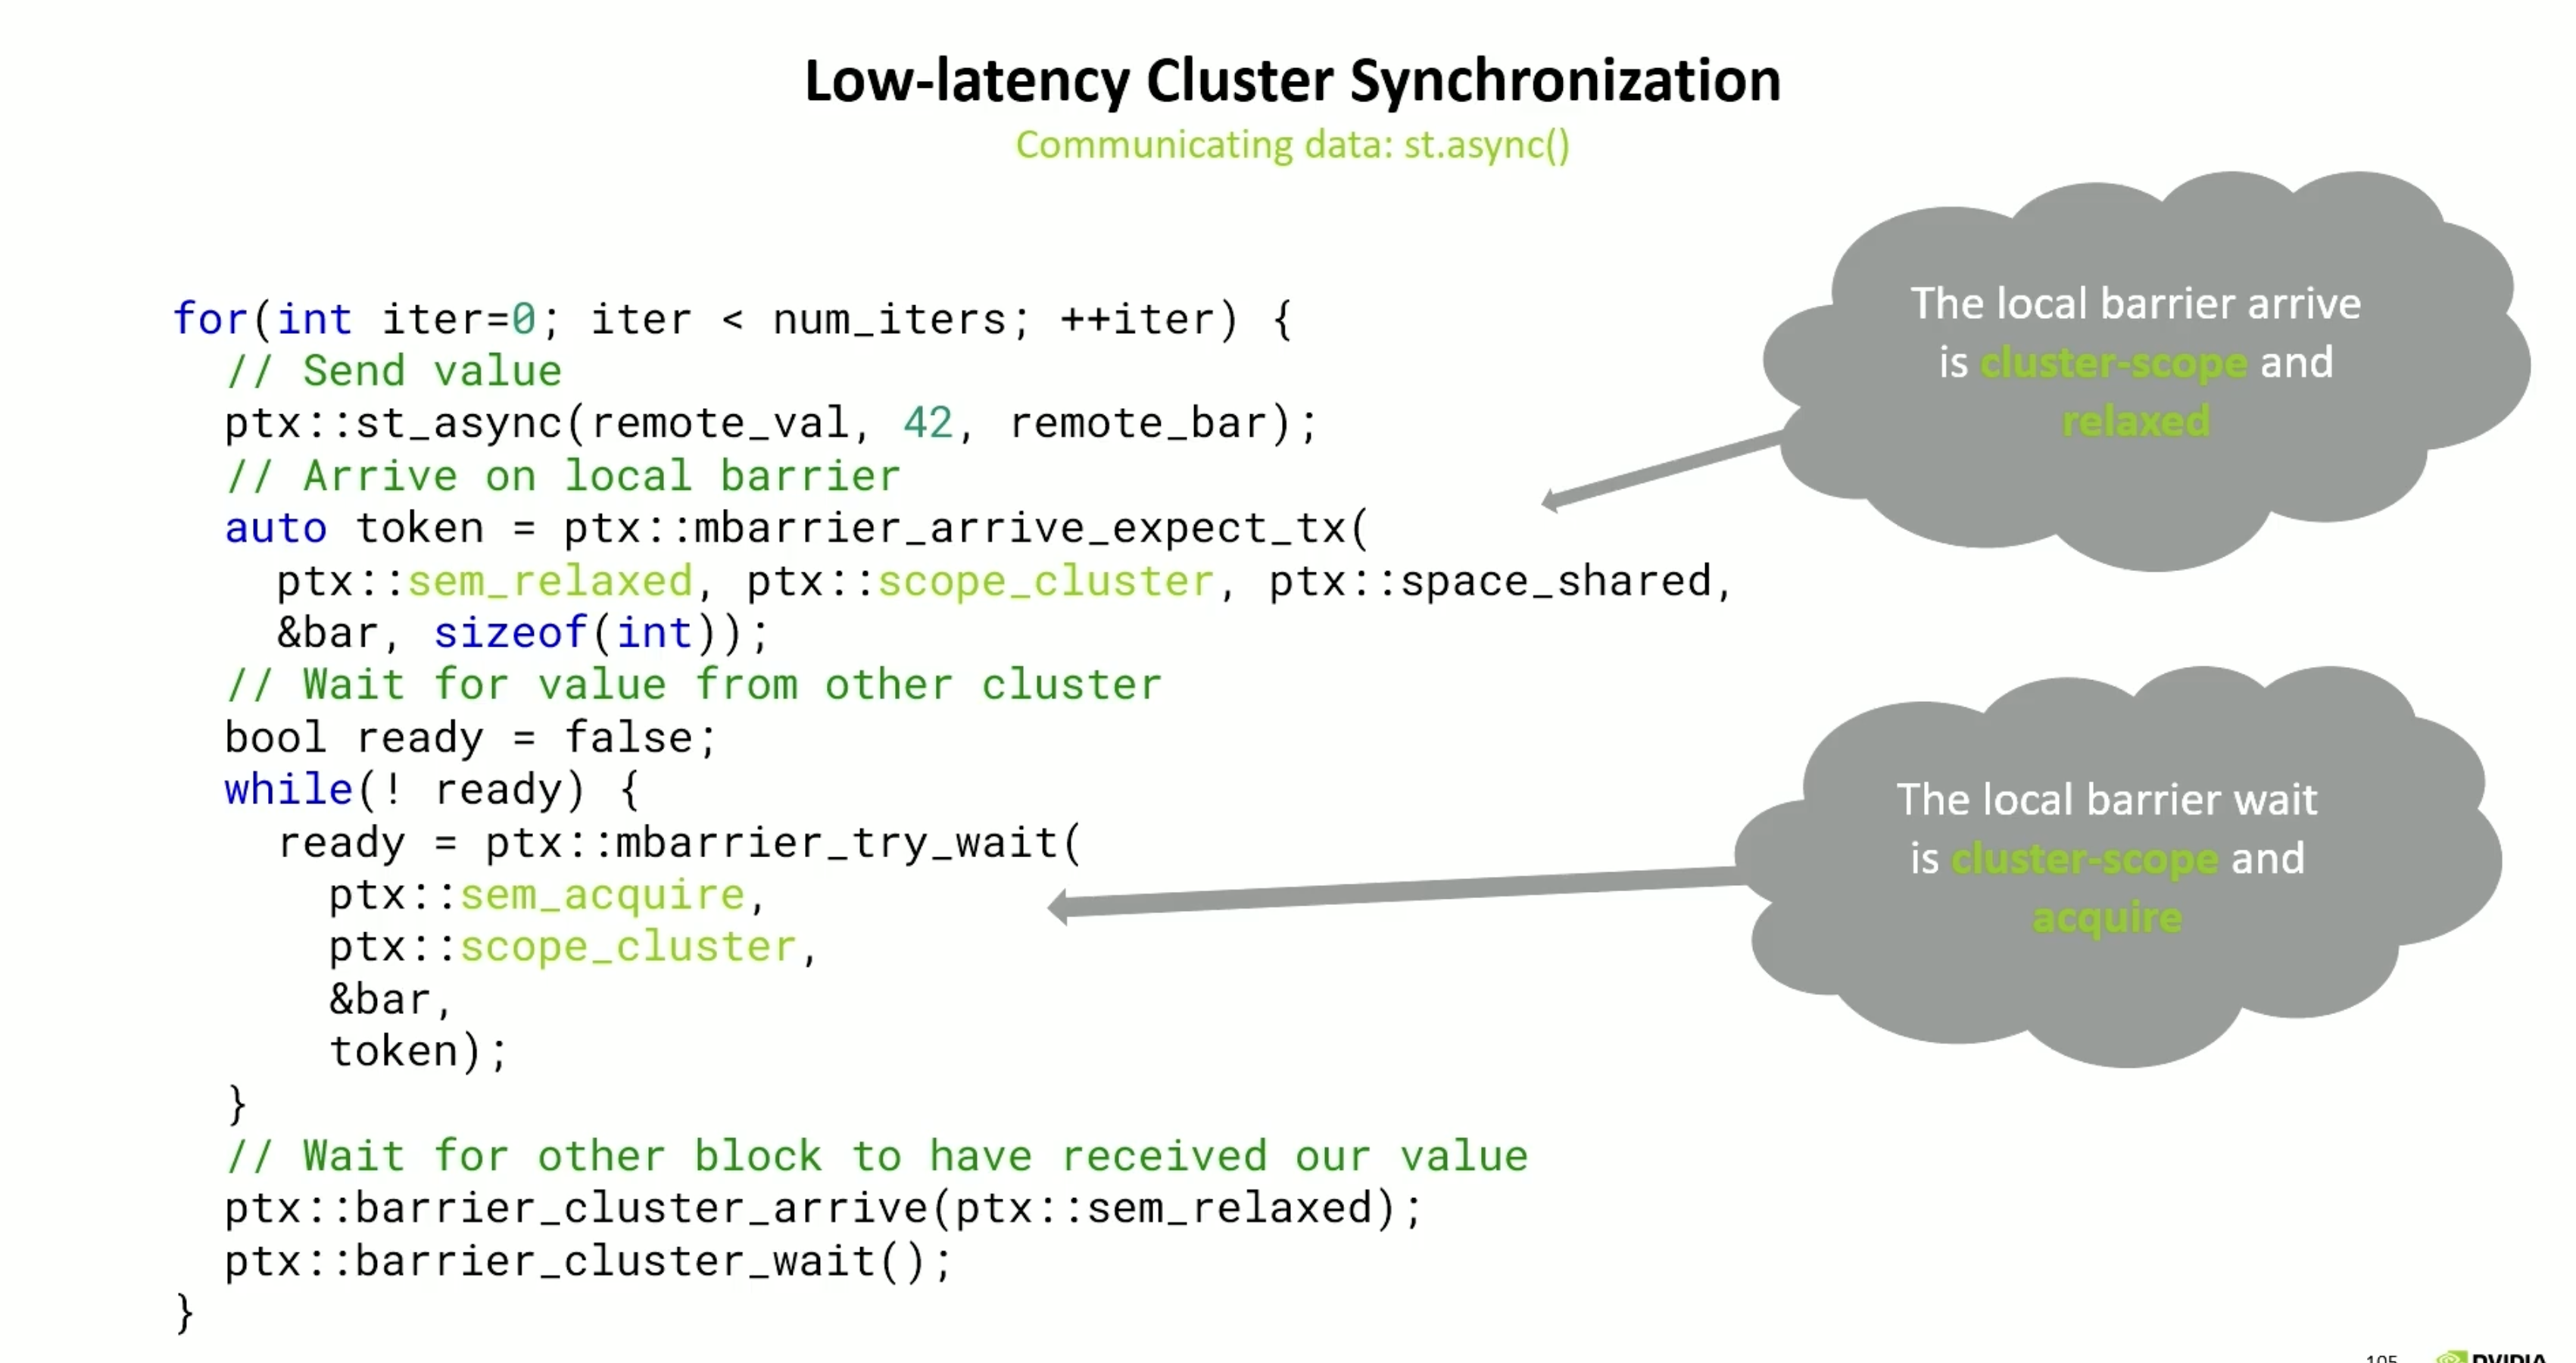 Low-latency Cluster Synchronization
Communicating data: st.async()
for(int iter=0; iter < num_iters; ++iter) {
// Send value
ptx::st_async(remote_val, 42, remote_bar);
// Arrive on local barrier
auto token = ptx::mbarrier_arrive_expect_tx(
ptx::sem_relaxed, ptx::scope_cluster, ptx::space_shared,
&bar, sizeof(int));
// Wait for value from other cluster
bool ready = false;
while(! ready) {
ready = ptx::mbarrier_try_wait(
ptx::sem_acquire,
ptx::scope_cluster,
&bar,
token);
}
// Wait for other block to have received our value
ptx::barrier_cluster_arrive(ptx::sem_relaxed);
ptx::barrier_cluster_wait();
}
The local barrier arrive
is cluster-scope and
relaxed
The local barrier wait
is cluster-scope and
acquire
105
NVIDIA